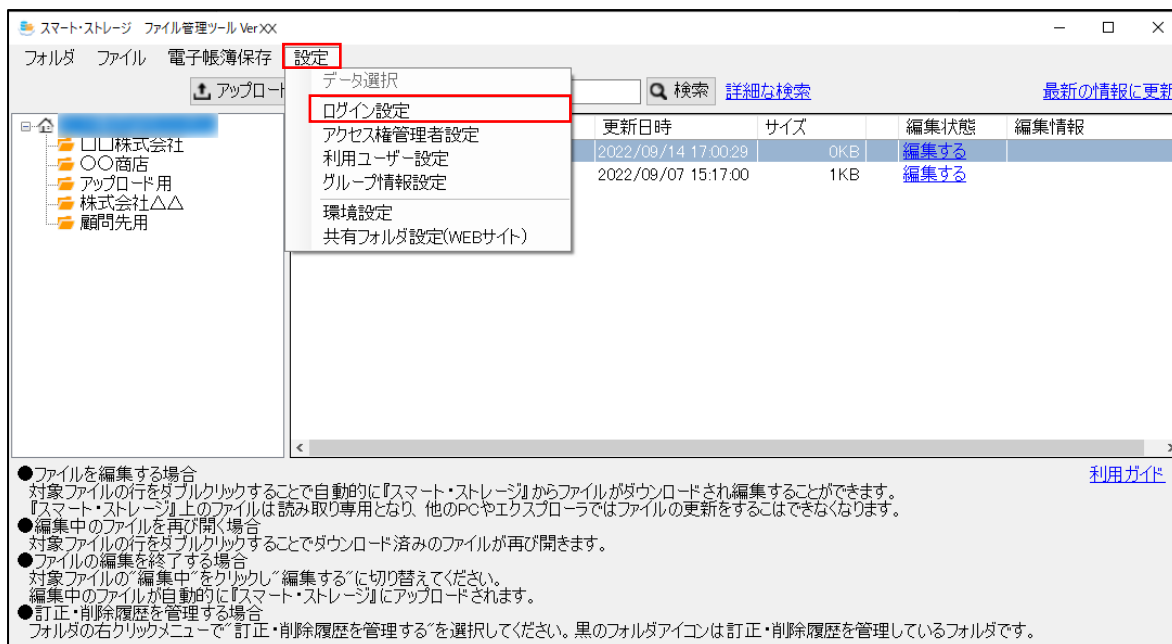 スマート・ストレージ ファイル管理ツール Ver××
フォルダ ファイル 電子帳簿保存 設定
アップロード 検索 詳細な検索 最新の情報に更新
データ選択
ログイン設定
アクセス権管理者設定
利用ユーザー設定
グループ情報設定
環境設定
共有フォルダ設定(WEBサイト)
□□株式会社
〇〇商店
アップロード用
株式会社△△
顧問先用
更新日時 サイズ 編集状態 編集情報
2022/09/14 17:00:29 0KB 編集する
2022/09/07 15:17:00 1KB 編集する
●ファイルを編集する場合 利用ガイド
対象ファイルの行をダブルクリックすることで自動的に『スマート・ストレージ』からファイルがダウンロードされ編集することができます。
『スマート・ストレージ』上のファイルは読み取り専用となり、他のPCやエクスプローラではファイルの更新をするこはできなくなります。
●編集中のファイルを再び開く場合
対象ファイルの行をダブルクリックすることでダウンロード済みのファイルが再び開きます。
●ファイルの編集を終了する場合
対象ファイルの″編集中″をクリックし″編集する″に切り替えてください。
編集中のファイルが自動的に『スマート・ストレージ』にアップロードされます。
●訂正・削除履歴を管理する場合
フォルダの右クリックメニューで″訂正・削除履歴を管理する″を選択してください。黒のフォルダアイコンは訂正・削除履歴を管理しているフォルダです。